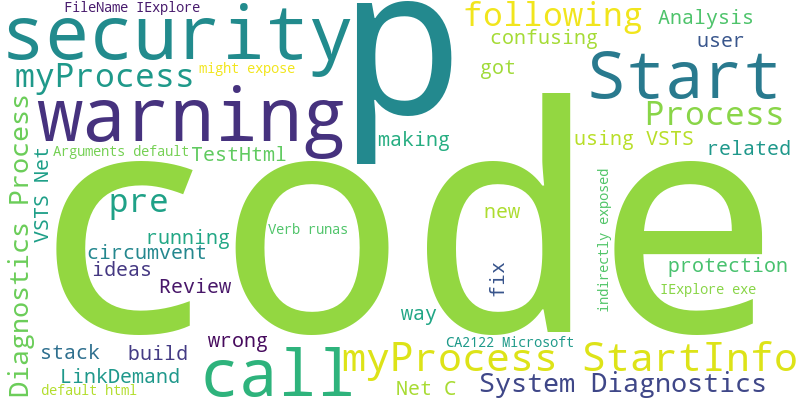 FileName IExplore
security
p
following
Analysis
confusing
user
myProcess
might expose
got
Start
warning
Process
making
using VSTS
related
Arguments default
TestHtml
Diagnostics Process
VSTS Net
code
pre
new
Verb runas
running
circumvent
ideas
Review
fix
indirectly exposed
protection
IExplore exe
way
wrong
CA2122 Microsoft
stack
build
call
myProcess StartInfo
LinkDemand
default html
Net C
System Diagnostics